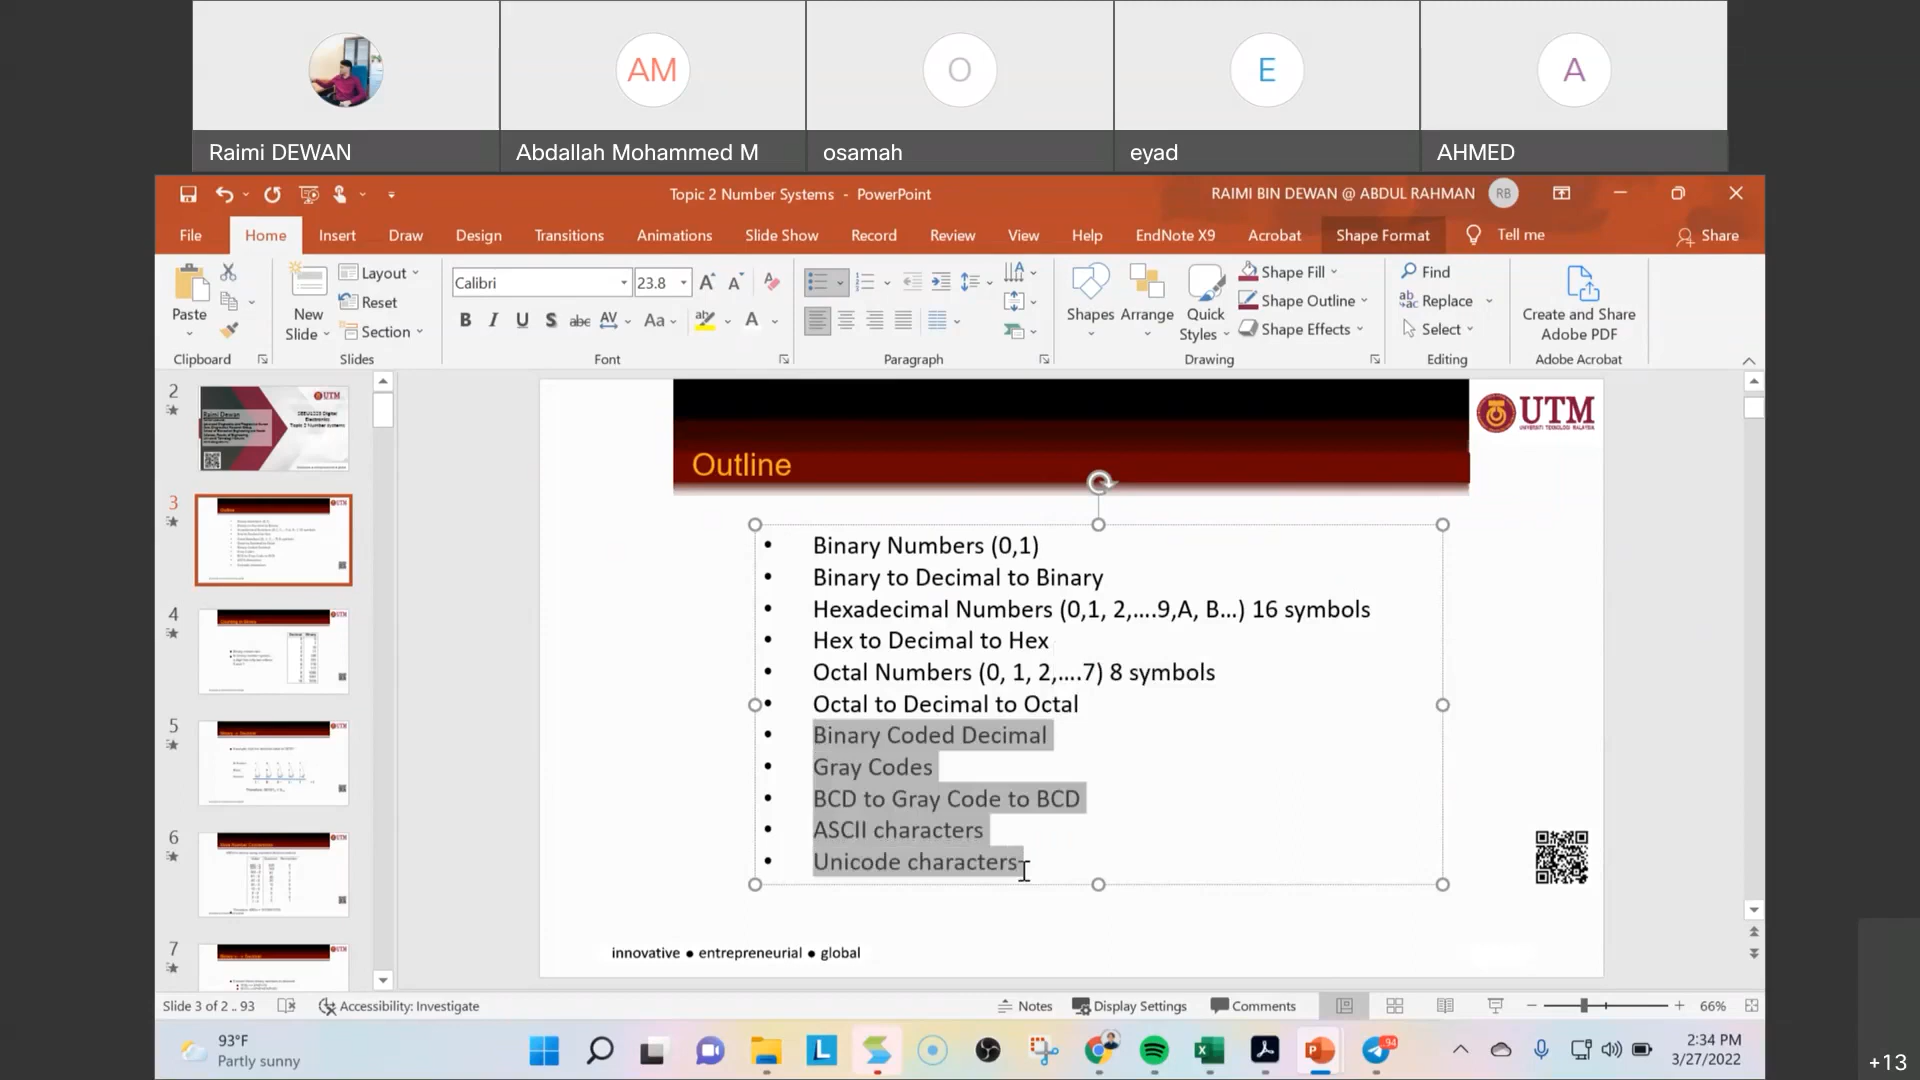 AM
O
E
A
Raimi DEWAN
Abdallah Mohammed M
osamah
eyad
AHMED
Topic 2 Number Systems - PowerPoint
RAIMI BIN DEWAN @ ABDUL RAHMAN
RB
File
Home
Insert
Draw
Design
Transitions
Animations
Slide Show
Record
Review
View
Help
EndNote X9
Acrobat
Shape Format
Tell me
Share
Paste
Clipboard
New Slide
Layout
Reset
Section
Slides
Calibri
23.8
Font
Paragraph
Shapes
Arrange
Quick Styles
Shape Fill
Shape Outline
Shape Effects
Drawing
Find
Replace
Select
Editing
Create and Share Adobe PDF
Adobe Acrobat
2
3
4
5
6
7
Outline
UTM
UNIVERSITI TEKNOLOGI MALAYSIA
• Binary Numbers (0,1)
• Binary to Decimal to Binary
• Hexadecimal Numbers (0,1, 2,....9,A, B...) 16 symbols
• Hex to Decimal to Hex
• Octal Numbers (0, 1, 2,....7) 8 symbols
• Octal to Decimal to Octal
• Binary Coded Decimal
• Gray Codes
• BCD to Gray Code to BCD
• ASCII characters
• Unicode characters
innovative ● entrepreneurial ● global
Slide 3 of 2 .. 93
Accessibility: Investigate
Notes
Display Settings
Comments
66%
93°F
Partly sunny
94
2:34 PM
3/27/2022
+13